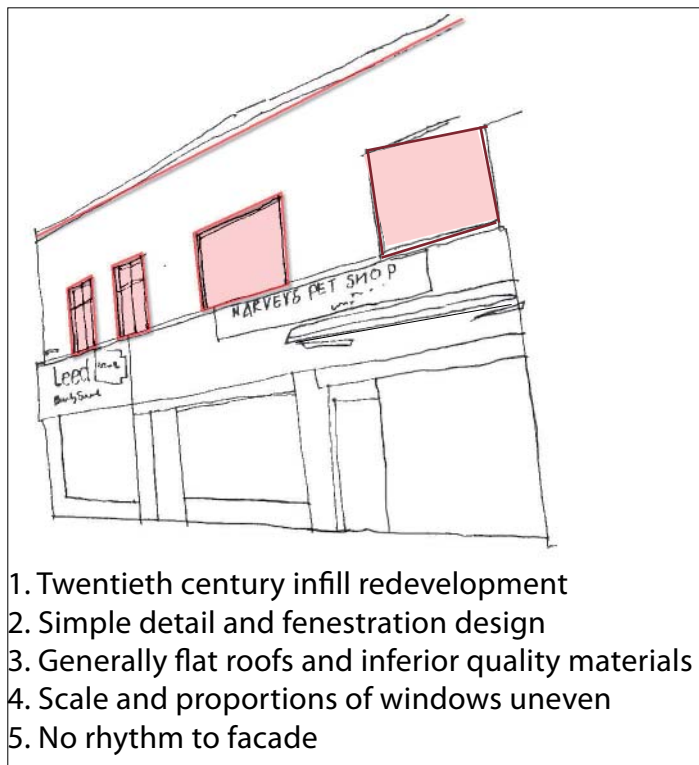 HARVEYS PET SHOP
Leed
1. Twentieth century infill redevelopment
2. Simple detail and fenestration design
3. Generally flat roofs and inferior quality materials
4. Scale and proportions of windows uneven
5. No rhythm to facade